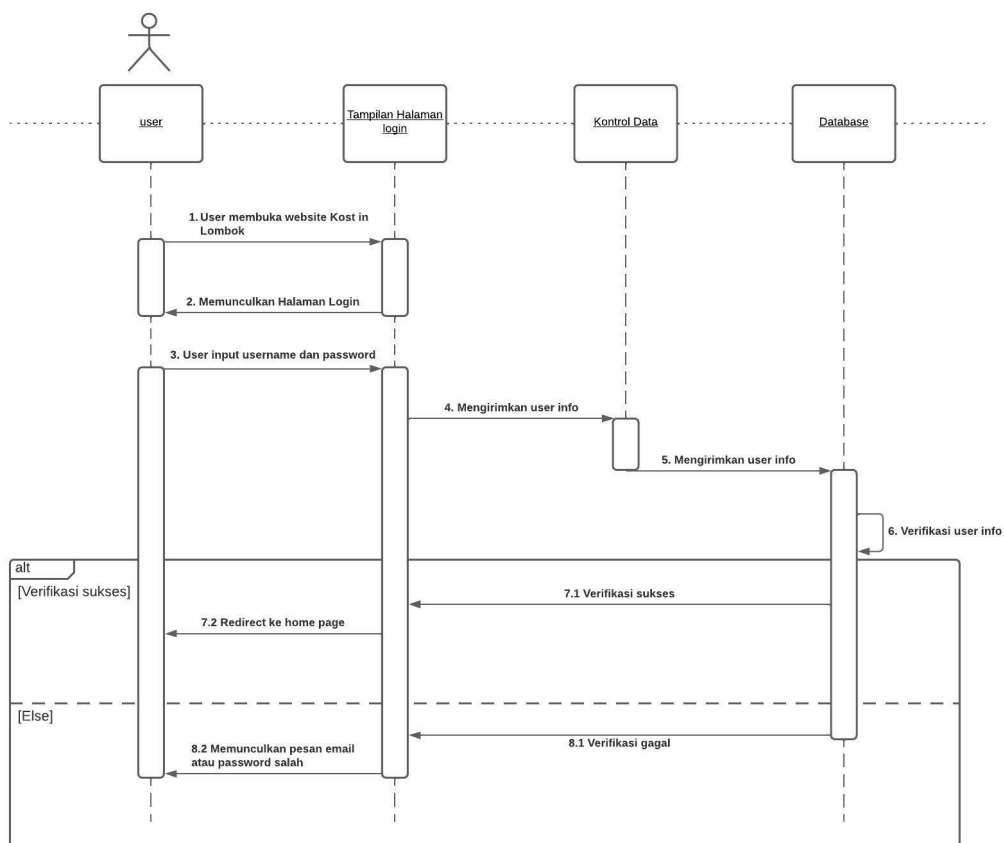 user
Tampilan Halaman
login
Kontrol Data
Database
1. User membuka website Kost in
Lombok
2. Memunculkan Halaman Login
3. User input username dan password
4. Mengirimkan user info
5. Mengirimkan user info
6. Verifikasi user info
alt
[Verifikasi sukses]
7.1 Verifikasi sukses
7.2 Redirect ke home page
[Else]
8.1 Verifikasi gagal
8.2 Memunculkan pesan email
atau password salah